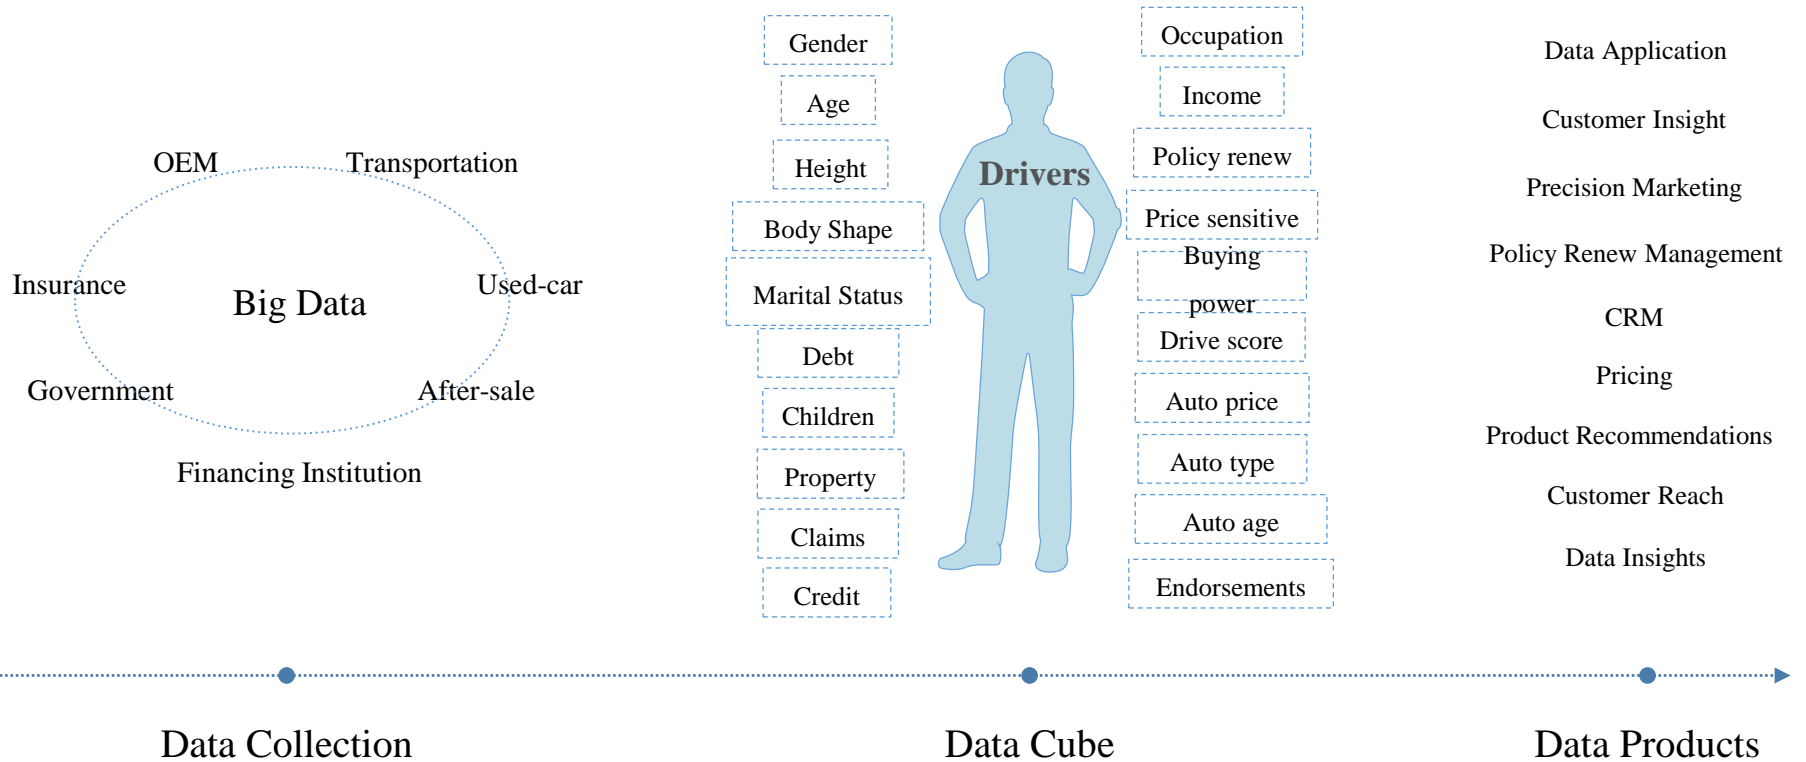 OEM
Transportation
Insurance
Big Data
Used-car
Government
After-sale
Financing Institution
Gender
Age
Height
Body Shape
Marital Status
Debt
Children
Property
Claims
Credit
Drivers
Occupation
Income
Policy renew
Price sensitive
Buying
power
Drive score
Auto price
Auto type
Auto age
Endorsements
Data Application
Customer Insight
Precision Marketing
Policy Renew Management
CRM
Pricing
Product Recommendations
Customer Reach
Data Insights
Data Collection
Data Cube
Data Products